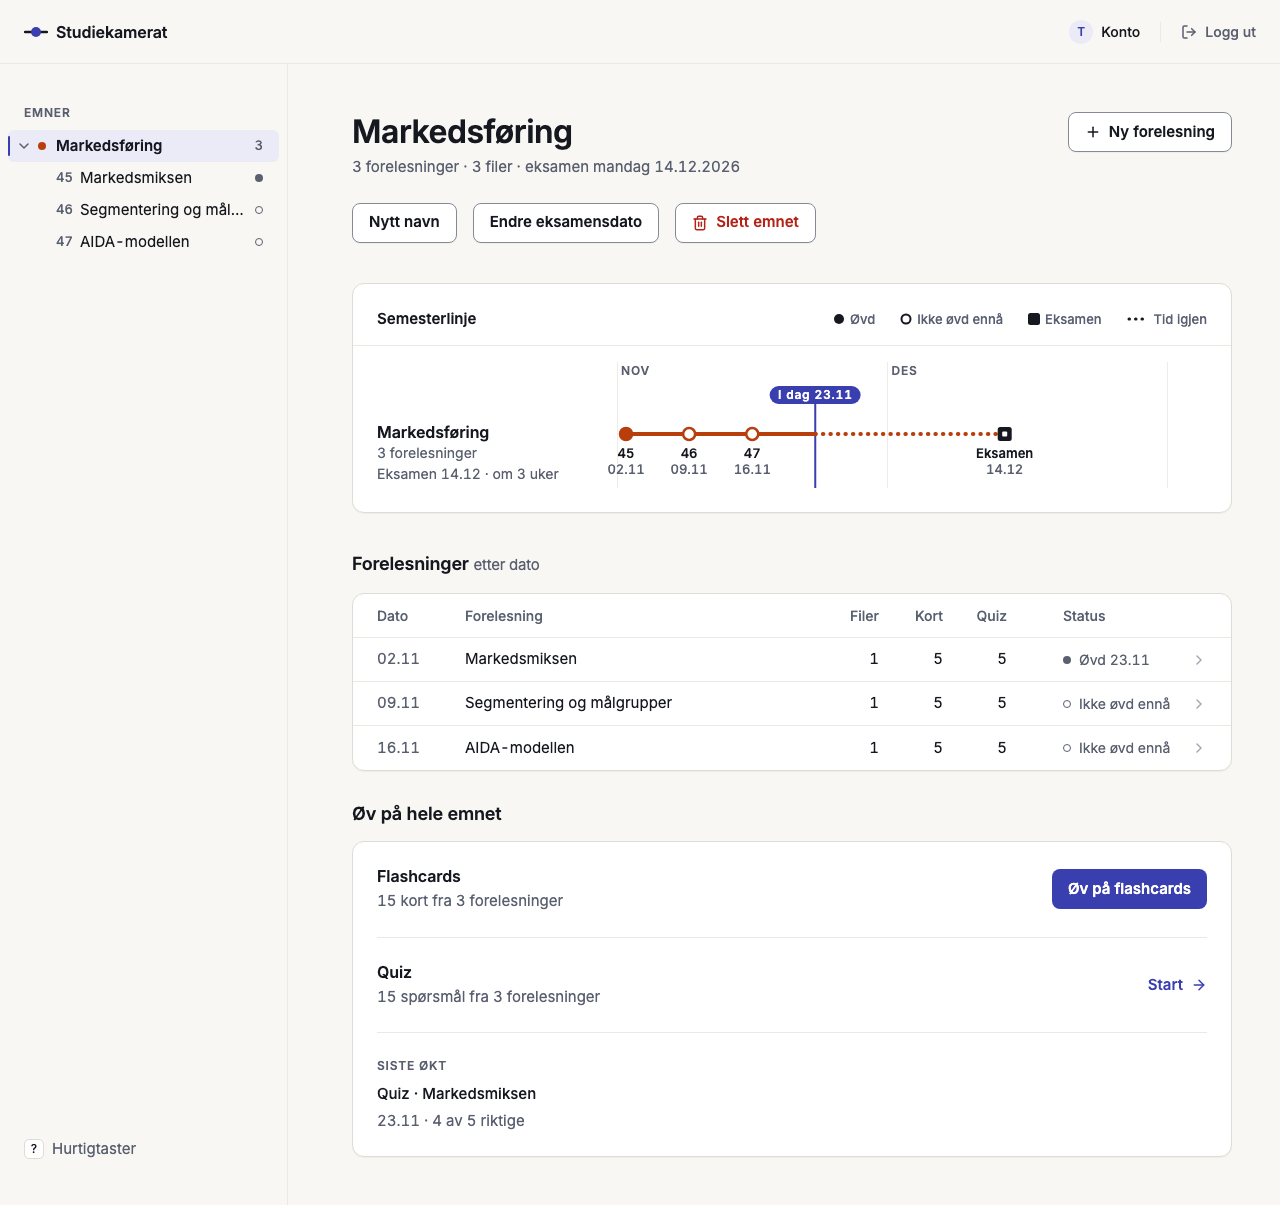 Studiekamerat
T Konto
Logg ut
EMNER
Markedsføring 3
45 Markedsmiksen
46 Segmentering og mål...
47 AIDA-modellen
? Hurtigtaster
Markedsføring
3 forelesninger · 3 filer · eksamen mandag 14.12.2026
Ny forelesning
Nytt navn
Endre eksamensdato
Slett emnet
Semesterlinje
Øvd
Ikke øvd ennå
Eksamen
Tid igjen
NOV
DES
I dag 23.11
Markedsføring
3 forelesninger
Eksamen 14.12 · om 3 uker
45
02.11
46
09.11
47
16.11
Eksamen
14.12
Forelesninger etter dato
Dato Forelesning Filer Kort Quiz Status
02.11 Markedsmiksen 1 5 5 Øvd 23.11
09.11 Segmentering og målgrupper 1 5 5 Ikke øvd ennå
16.11 AIDA-modellen 1 5 5 Ikke øvd ennå
Øv på hele emnet
Flashcards
15 kort fra 3 forelesninger
Øv på flashcards
Quiz
15 spørsmål fra 3 forelesninger
Start
SISTE ØKT
Quiz · Markedsmiksen
23.11 · 4 av 5 riktige